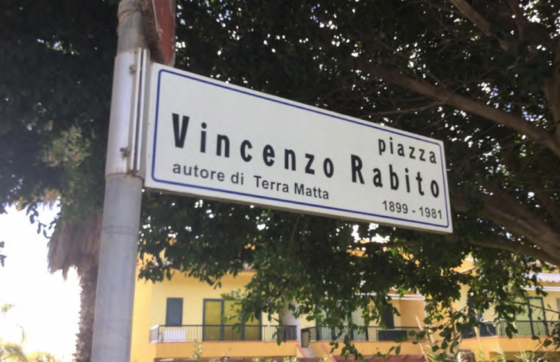 piazza
Vincenzo Rabito
autore di Terra Matta
1899 - 1981